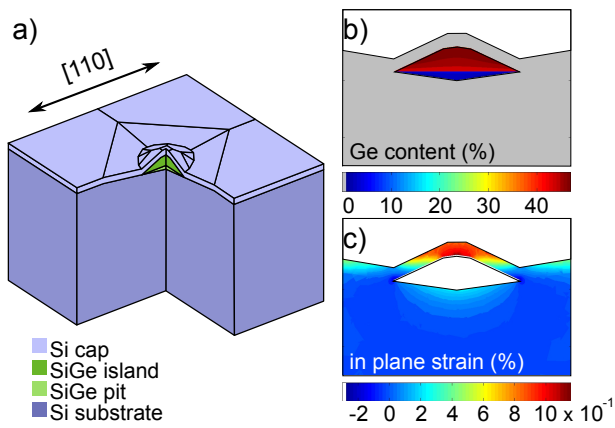 a)
[110]
Si cap
SiGe island
SiGe pit
Si substrate
b)
Ge content (%)
0 10 20 30 40
c)
in plane strain (%)
-2 0 2 4 6 8 10 x 10⁻¹